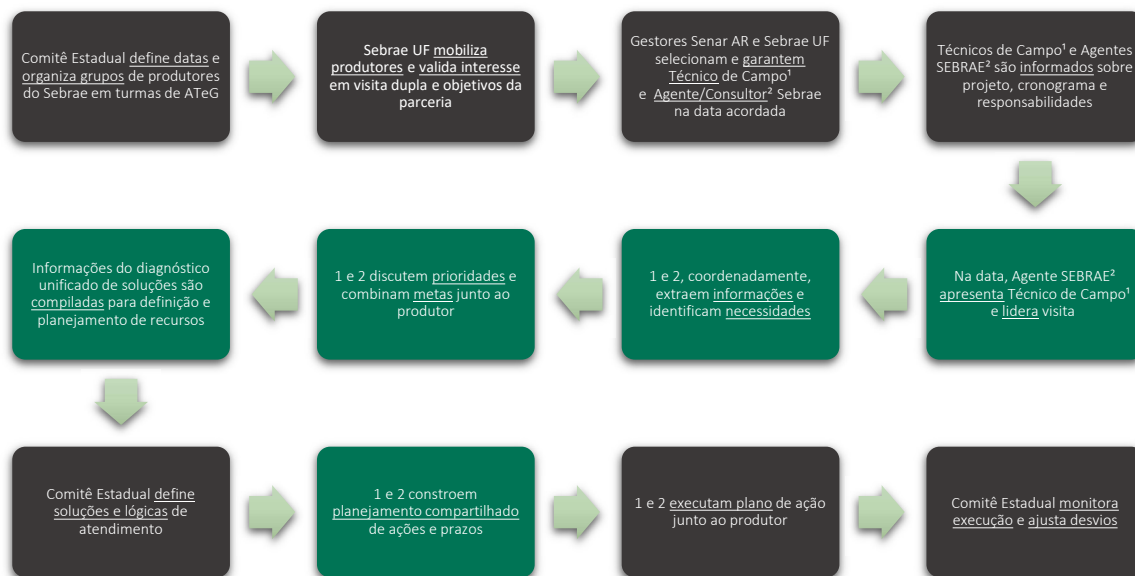 Comitê Estadual define datas e
organiza grupos de produtores
do Sebrae em turmas de ATeG
Sebrae UF mobiliza
produtores e valida interesse
em visita dupla e objetivos da
parceria
Gestores Senar AR e Sebrae UF
selecionam e garantem
Técnico de Campo¹
e Agente/Consultor² Sebrae
na data acordada
Técnicos de Campo¹ e Agentes
SEBRAE² são informados sobre
projeto, cronograma e
responsabilidades
Na data, Agente SEBRAE²
apresenta Técnico de Campo¹
e lidera visita
1 e 2, coordenadamente,
extraem informações e
identificam necessidades
1 e 2 discutem prioridades e
combinam metas junto ao
produtor
Informações do diagnóstico
unificado de soluções são
compiladas para definição e
planejamento de recursos
Comitê Estadual define
soluções e lógicas de
atendimento
1 e 2 constroem
planejamento compartilhado
de ações e prazos
1 e 2 executam plano de ação
junto ao produtor
Comitê Estadual monitora
execução e ajusta desvios